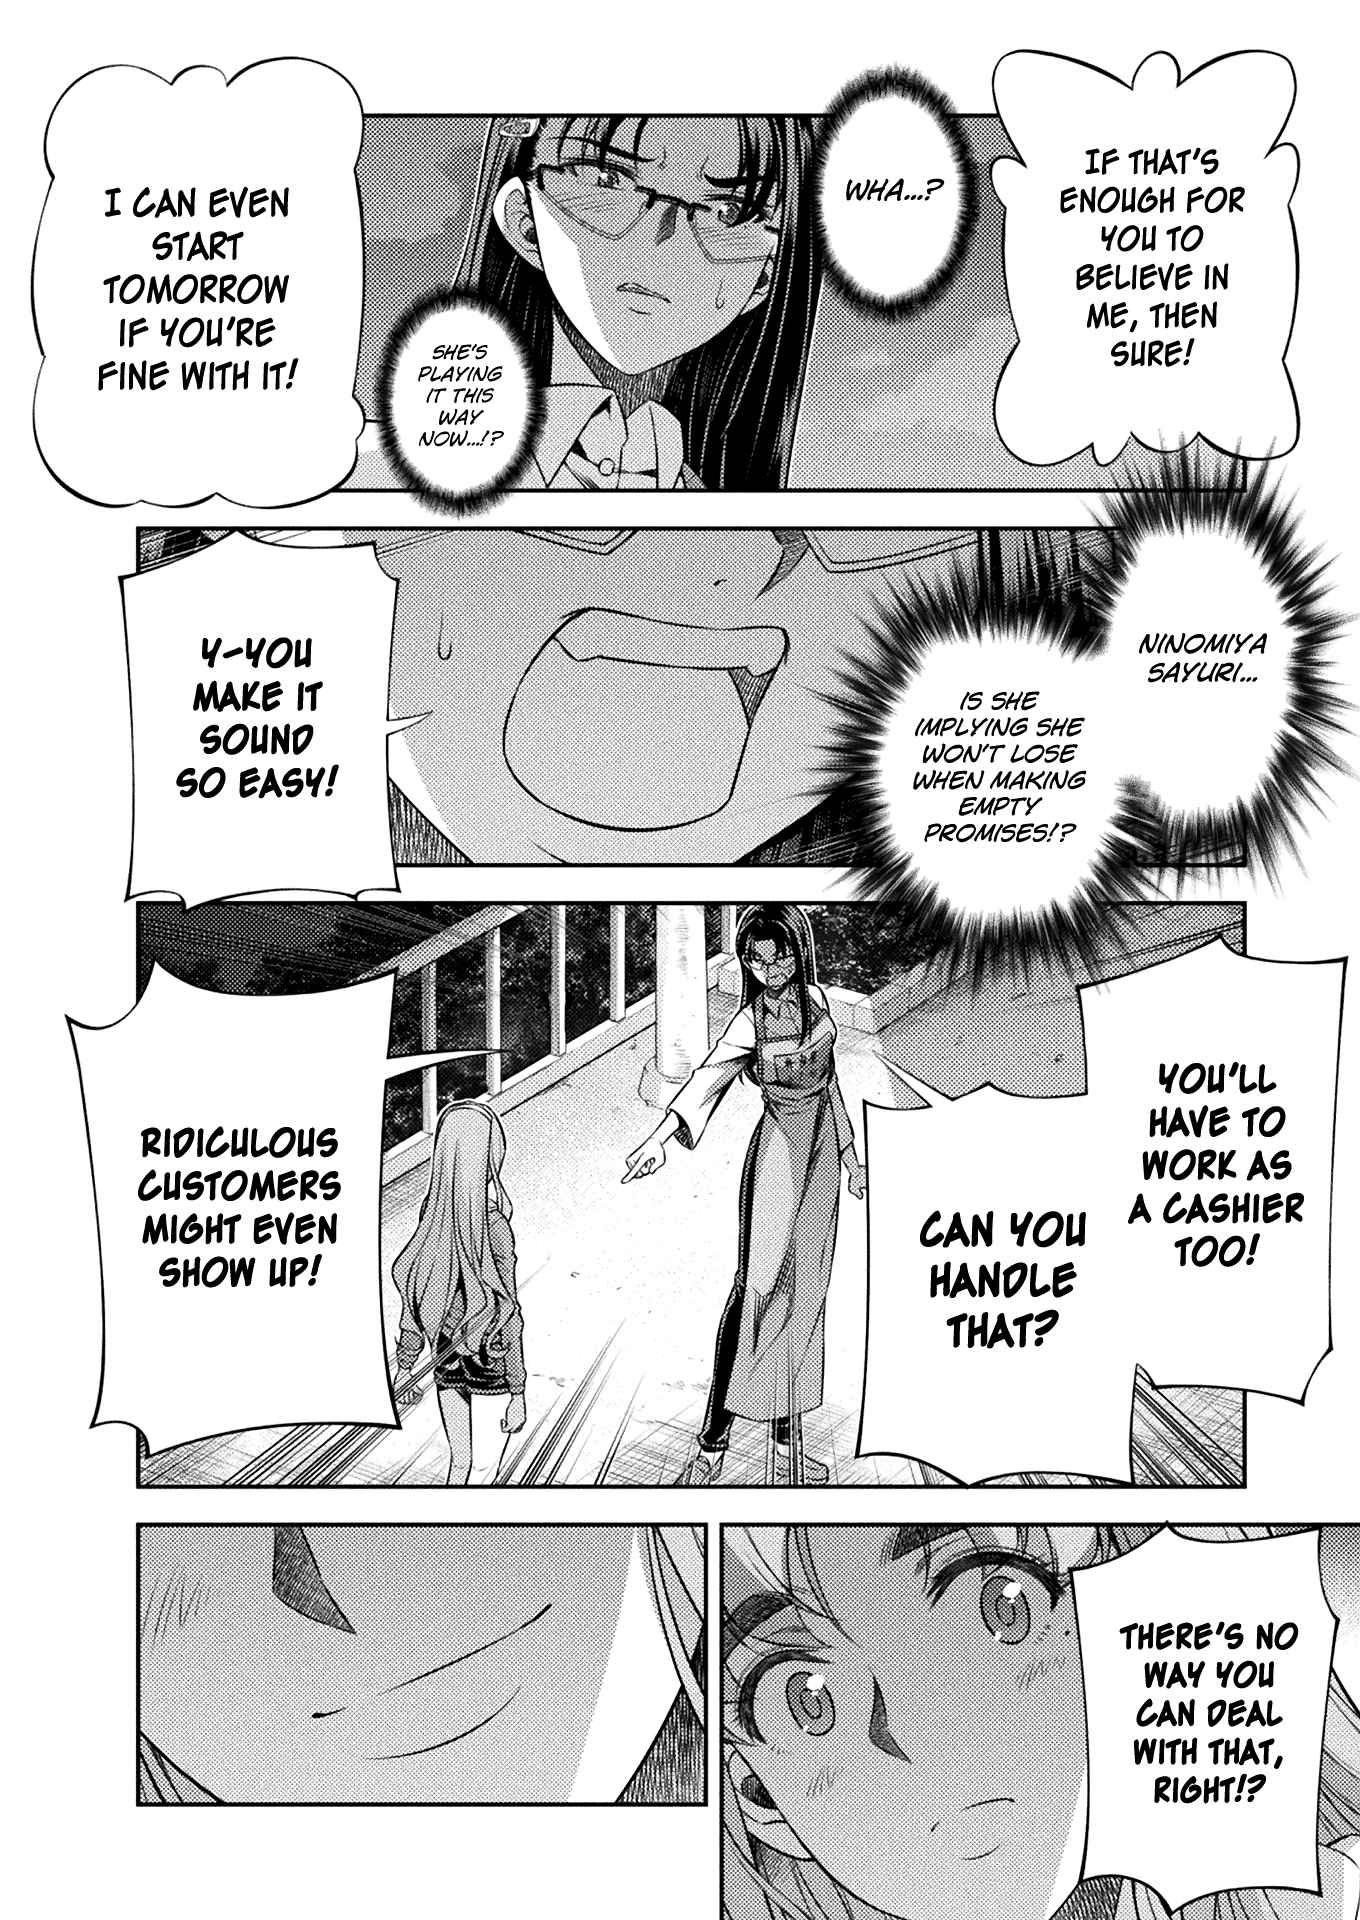 IF THAT'S
ENOUGH FOR
YOU TO
BELIEVE IN
ME, THEN
SURE!
WHA...?
SHE'S
PLAYING
IT THIS
WAY
NOW...!?
I CAN EVEN
START
TOMORROW
IF YOU'RE
FINE WITH IT!
NINOMIYA
SAYURI...
IS SHE
IMPLYING SHE
WON'T LOSE
WHEN MAKING
EMPTY
PROMISES!?
Y-YOU
MAKE IT
SOUND
SO EASY!
YOU'LL
HAVE TO
WORK AS
A CASHIER
TOO!
CAN YOU
HANDLE
THAT?
RIDICULOUS
CUSTOMERS
MIGHT EVEN
SHOW UP!
THERE'S NO
WAY YOU
CAN DEAL
WITH THAT,
RIGHT!?